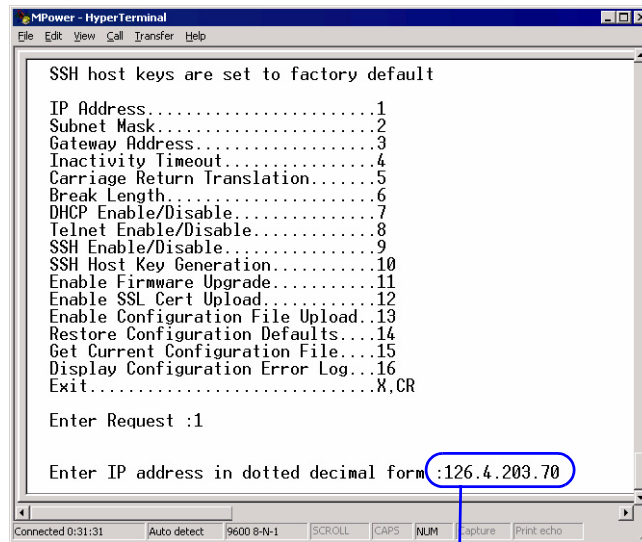 MPower - HyperTerminal
File Edit View Call Transfer Help
SSH host keys are set to factory default
IP Address.........................1
Subnet Mask........................2
Gateway Address....................3
Inactivity Timeout.................4
Carriage Return Translation.......5
Break Length.......................6
DHCP Enable/Disable................7
Telnet Enable/Disable..............8
SSH Enable/Disable.................9
SSH Host Key Generation...........10
Enable Firmware Upgrade...........11
Enable SSL Cert Upload............12
Enable Configuration File Upload..13
Restore Configuration Defaults....14
Get Current Configuration File....15
Display Configuration Error Log...16
Exit.............................X,CR
Enter Request :1
Enter IP address in dotted decimal form :126.4.203.70
Connected 0:31:31 Auto detect 9600 8-N-1 SCROLL CAPS NUM Capture Print echo